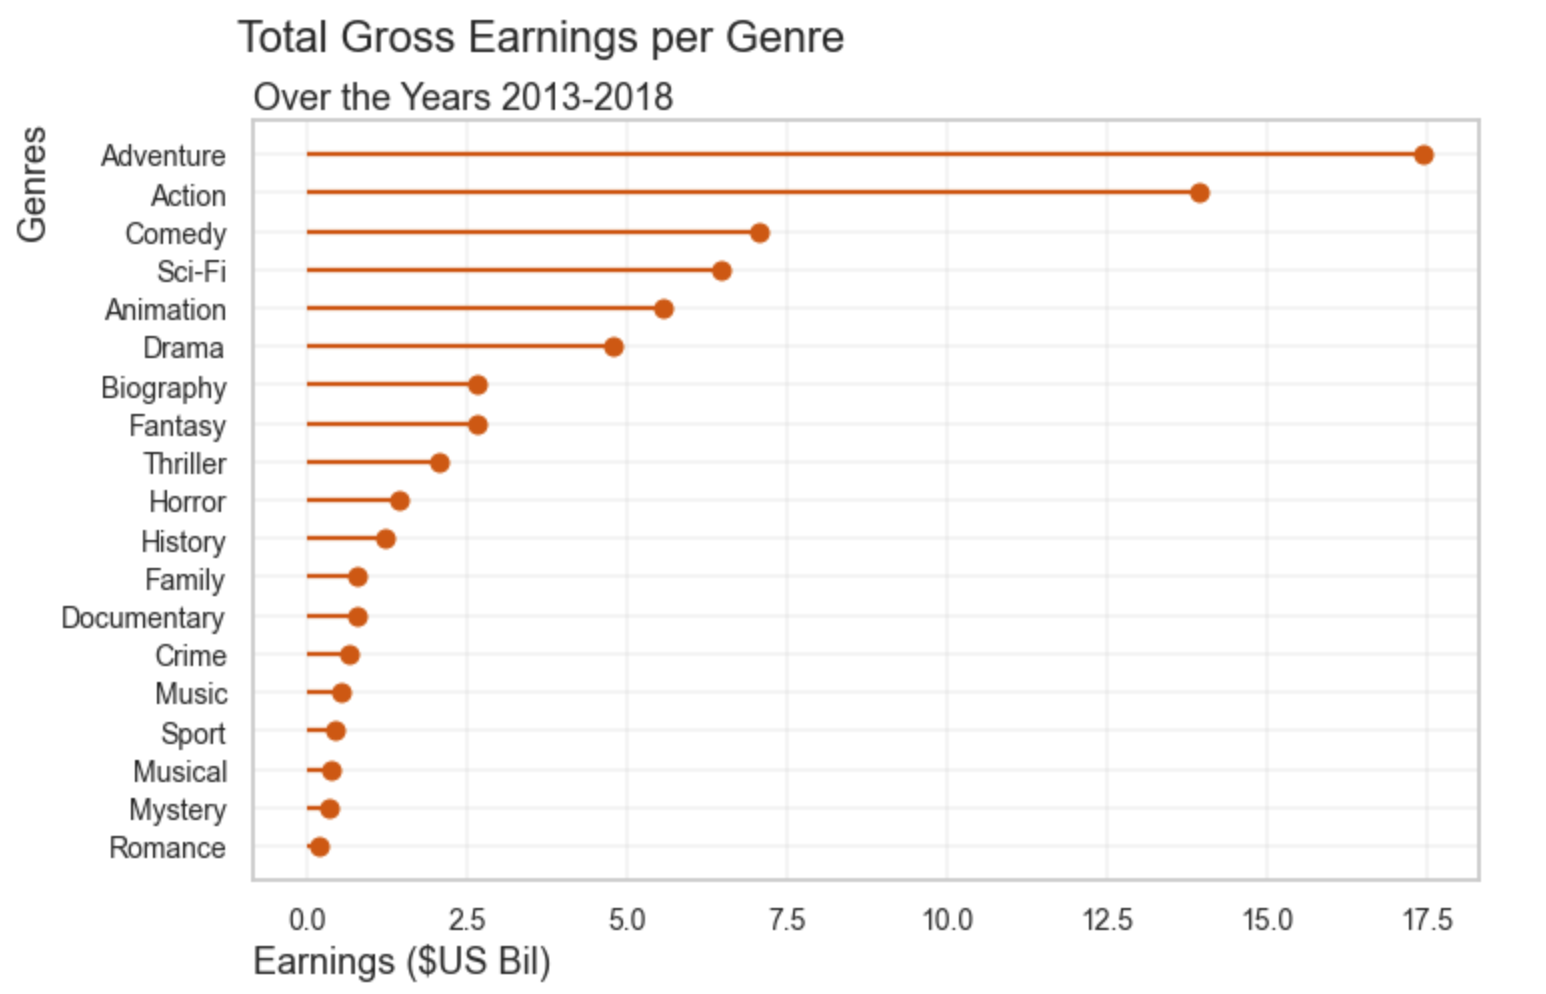 Total Gross Earnings per Genre
Over the Years 2013-2018
Genres
Adventure
Action
Comedy
Sci-Fi
Animation
Drama
Biography
Fantasy
Thriller
Horror
History
Family
Documentary
Crime
Music
Sport
Musical
Mystery
Romance
0.0 2.5 5.0 7.5 10.0 12.5 15.0 17.5
Earnings ($US Bil)